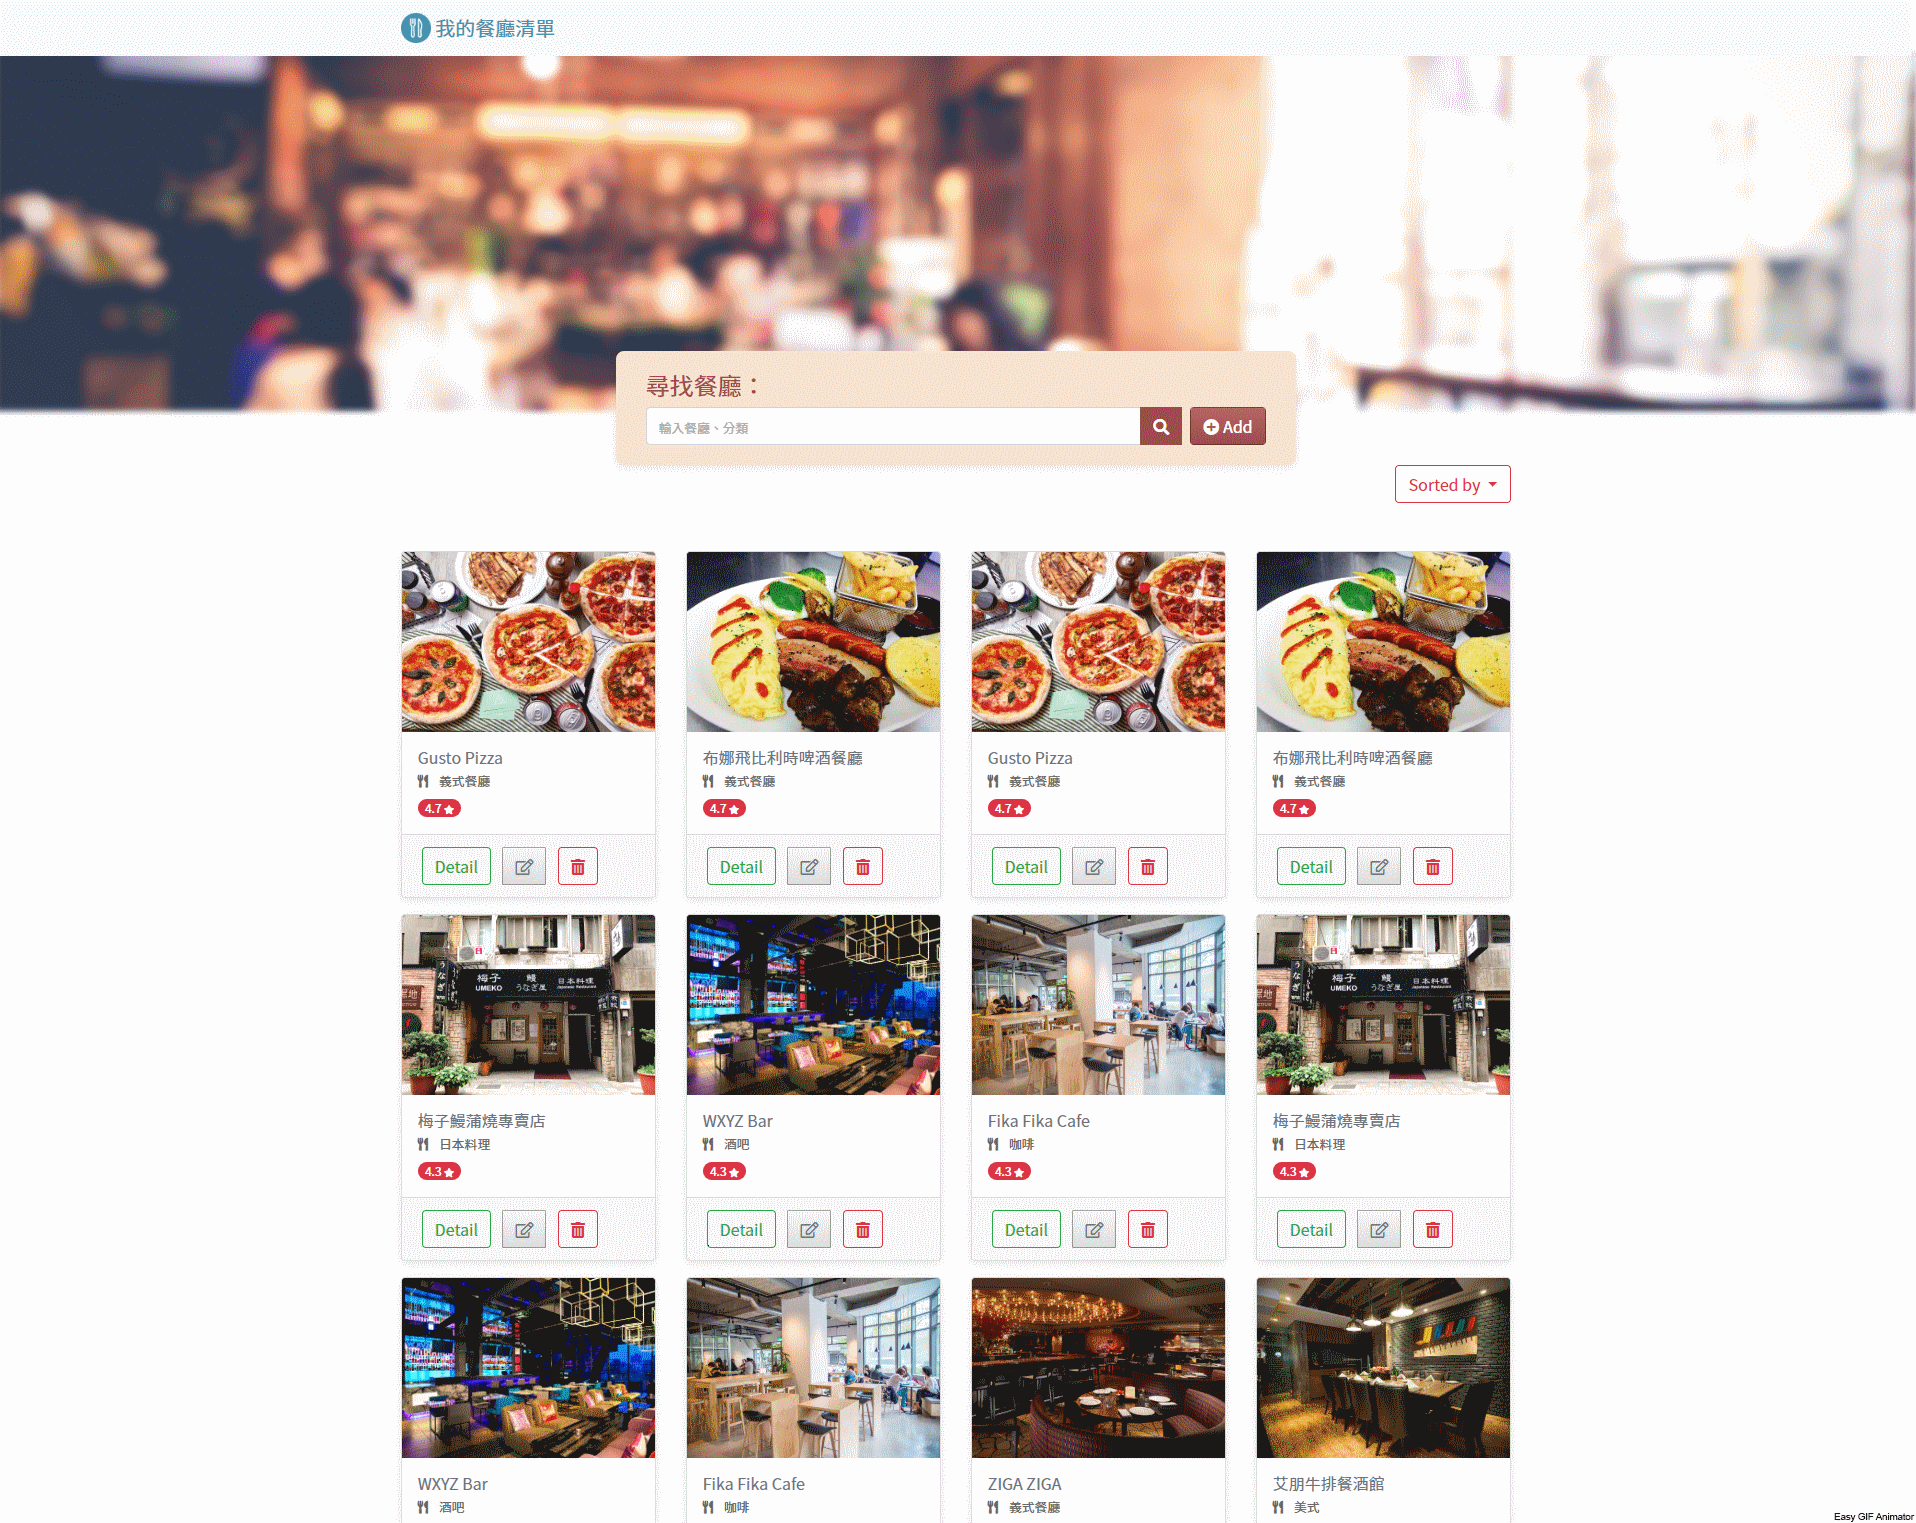 我的餐廳清單
尋找餐廳：
輸入餐廳、分類
Add
Sorted by
Gusto Pizza
義式餐廳
4.7
Detail
布娜飛比利時啤酒餐廳
義式餐廳
4.7
Detail
Gusto Pizza
義式餐廳
4.7
Detail
布娜飛比利時啤酒餐廳
義式餐廳
4.7
Detail
梅子 鰻 日本料理
UMEKO うなぎ屋 Japanese Restaurant
梅子鰻蒲燒專賣店
日本料理
4.3
Detail
WXYZ Bar
酒吧
4.3
Detail
Fika Fika Cafe
咖啡
4.3
Detail
梅子 鰻 日本料理
UMEKO うなぎ屋 Japanese Restaurant
梅子鰻蒲燒專賣店
日本料理
4.3
Detail
WXYZ Bar
酒吧
Fika Fika Cafe
咖啡
ZIGA ZIGA
義式餐廳
艾朋牛排餐酒館
美式
Easy GIF Animator